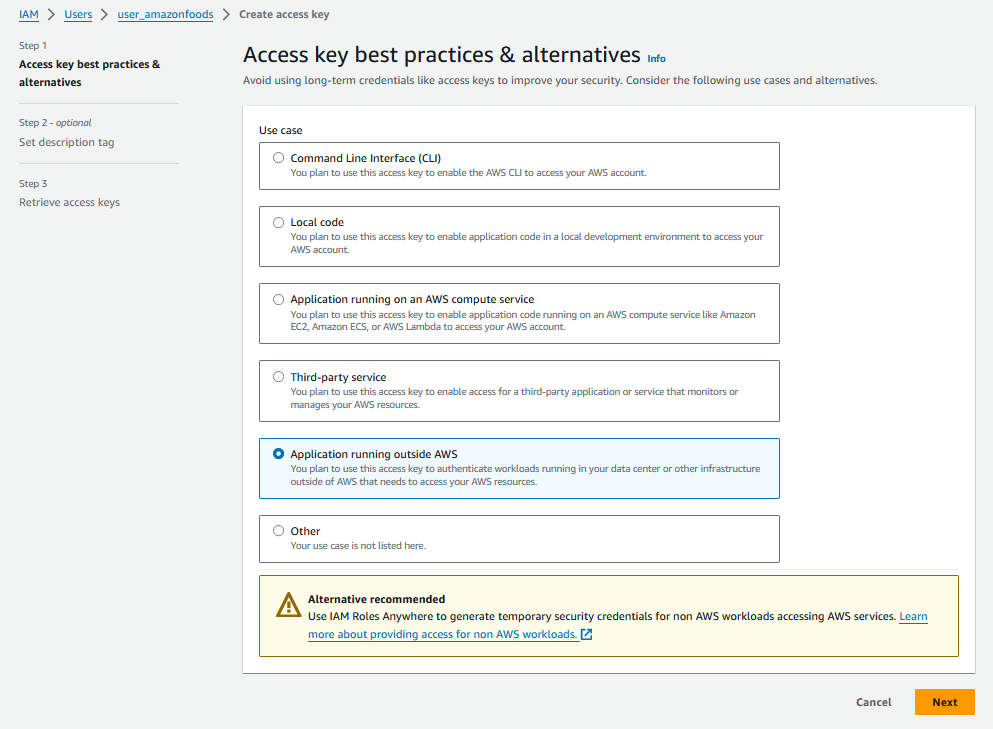 IAM > Users > user_amazonfoods > Create access key
Step 1
Access key best practices &
alternatives
Step 2 - optional
Set description tag
Step 3
Retrieve access keys
Access key best practices & alternatives Info
Avoid using long-term credentials like access keys to improve your security. Consider the following use cases and alternatives.
Use case
Command Line Interface (CLI)
You plan to use this access key to enable the AWS CLI to access your AWS account.
Local code
You plan to use this access key to enable application code in a local development environment to access your
AWS account.
Application running on an AWS compute service
You plan to use this access key to enable application code running on an AWS compute service like Amazon
EC2, Amazon ECS, or AWS Lambda to access your AWS account.
Third-party service
You plan to use this access key to enable access for a third-party application or service that monitors or
manages your AWS resources.
Application running outside AWS
You plan to use this access key to authenticate workloads running in your data center or other infrastructure
outside of AWS that needs to access your AWS resources.
Other
Your use case is not listed here.
Alternative recommended
Use IAM Roles Anywhere to generate temporary security credentials for non AWS workloads accessing AWS services. Learn
more about providing access for non AWS workloads.
Cancel
Next